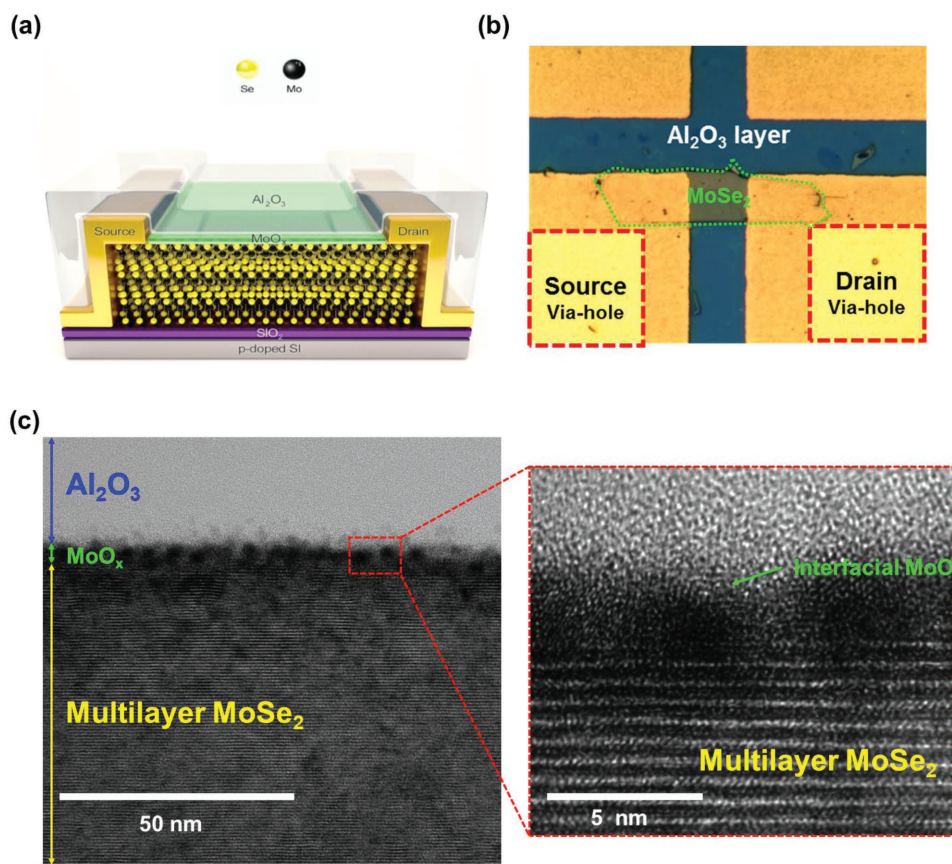 (a)
Se Mo
Al₂O₃
Source MoOₓ Drain
SiO₂
p-doped Si
(b)
Al₂O₃ layer
MoSe₂
Source
Via-hole
Drain
Via-hole
(c)
Al₂O₃
MoOₓ
Multilayer MoSe₂
50 nm
Interfacial MoO
Multilayer MoSe₂
5 nm